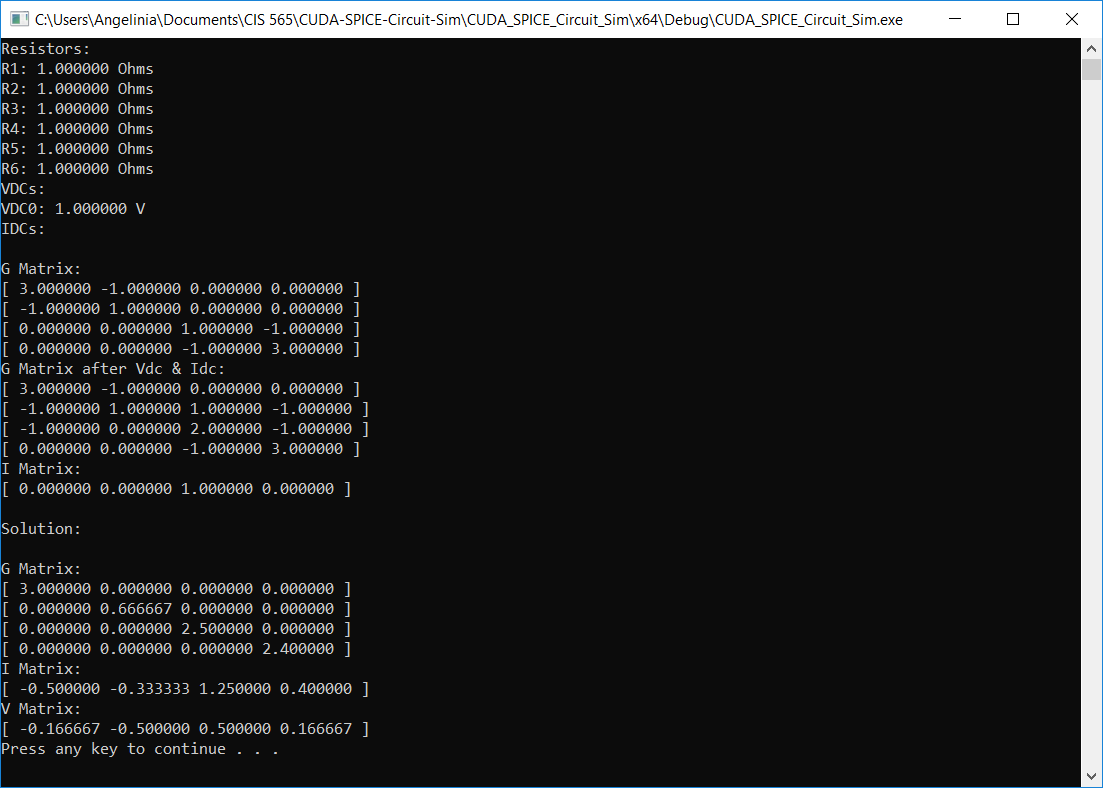 C:\Users\Angelinia\Documents\CIS 565\CUDA-SPICE-Circuit-Sim\CUDA_SPICE_Circuit_Sim\x64\Debug\CUDA_SPICE_Circuit_Sim.exe
Resistors:
R1: 1.000000 Ohms
R2: 1.000000 Ohms
R3: 1.000000 Ohms
R4: 1.000000 Ohms
R5: 1.000000 Ohms
R6: 1.000000 Ohms
VDCs:
VDC0: 1.000000 V
IDCs:
G Matrix:
[ 3.000000 -1.000000 0.000000 0.000000 ]
[ -1.000000 1.000000 0.000000 0.000000 ]
[ 0.000000 0.000000 1.000000 -1.000000 ]
[ 0.000000 0.000000 -1.000000 3.000000 ]
G Matrix after Vdc & Idc:
[ 3.000000 -1.000000 0.000000 0.000000 ]
[ -1.000000 1.000000 1.000000 -1.000000 ]
[ -1.000000 0.000000 2.000000 -1.000000 ]
[ 0.000000 0.000000 -1.000000 3.000000 ]
I Matrix:
[ 0.000000 0.000000 1.000000 0.000000 ]
Solution:
G Matrix:
[ 3.000000 0.000000 0.000000 0.000000 ]
[ 0.000000 0.666667 0.000000 0.000000 ]
[ 0.000000 0.000000 2.500000 0.000000 ]
[ 0.000000 0.000000 0.000000 2.400000 ]
I Matrix:
[ -0.500000 -0.333333 1.250000 0.400000 ]
V Matrix:
[ -0.166667 -0.500000 0.500000 0.166667 ]
Press any key to continue . . .